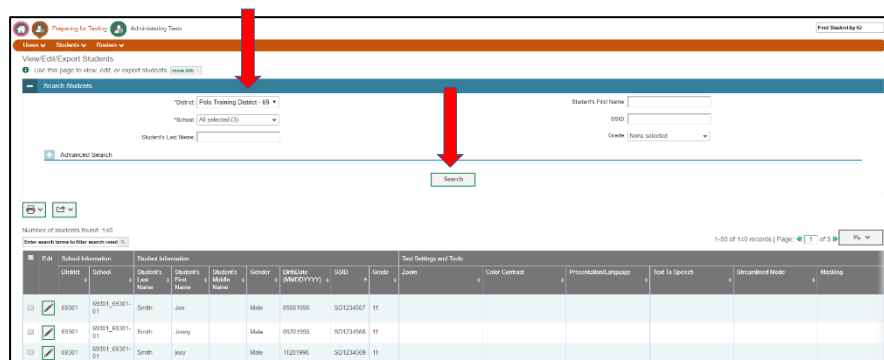 Preparing for Testing Administering Tests Find Student by ID
Users Students Rosters
View/Edit/Export Students
Use this page to view, edit, or export students. more info
Search Students
*District: Polo Training District - 69
*School: All selected (3)
Student's Last Name:
Student's First Name:
SSID:
Grade: None selected
Advanced Search
Search
Number of students found: 140
Enter search terms to filter search results
1-50 of 140 records | Page: 1 of 3
Edit School Information Student Information Test Settings and Tools
District School Student's Last Name Student's First Name Student's Middle Name Gender BirthDate (MMDDYYYY) SSID Grade Zoom Color Contrast Presentation/Language Text To Speech Streamlined Mode Masking
69301 69301_69301-01 Smith Jon Male 09051996 SD1234567 11
69301 69301_69301-01 Smith Jonny Male 09201996 SD1234568 11
69301 69301_69301-01 Smith Joey Male 11201996 SD1234569 11